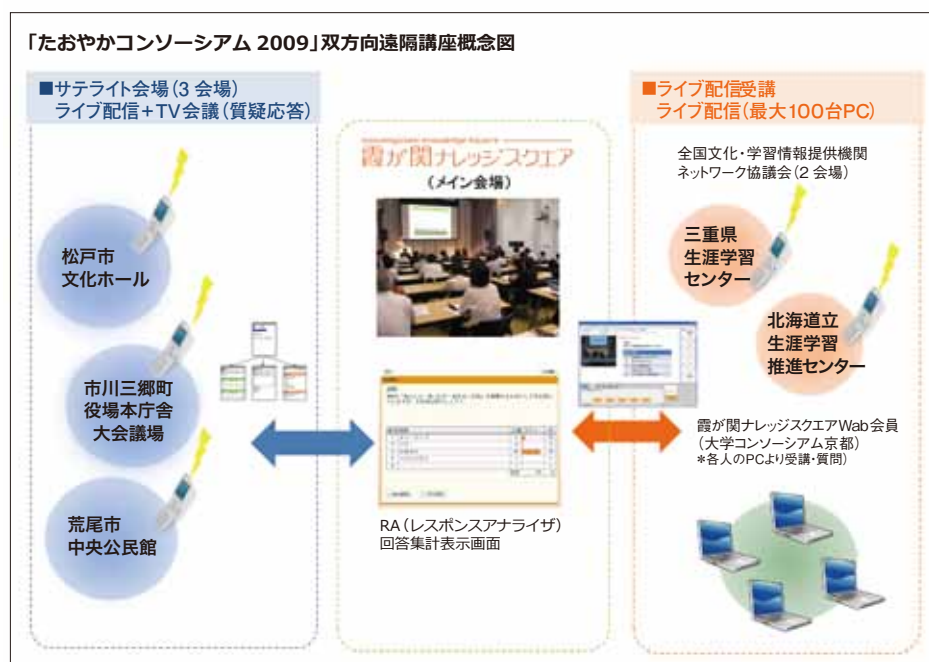 「たおやかコンソーシアム 2009」双方向遠隔講座概念図
■サテライト会場(3 会場)
ライブ配信+TV会議(質疑応答)
松戸市
文化ホール
市川三郷町
役場本庁舎
大会議場
荒尾市
中央公民館
霞が関ナレッジスクエア
(メイン会場)
RA(レスポンスアナライザ)
回答集計表示画面
■ライブ配信受講
ライブ配信(最大100台PC)
全国文化・学習情報提供機関
ネットワーク協議会(2 会場)
三重県
生涯学習
センター
北海道立
生涯学習
推進センター
霞が関ナレッジスクエアWab会員
(大学コンソーシアム京都)
*各人のPCより受講・質問)